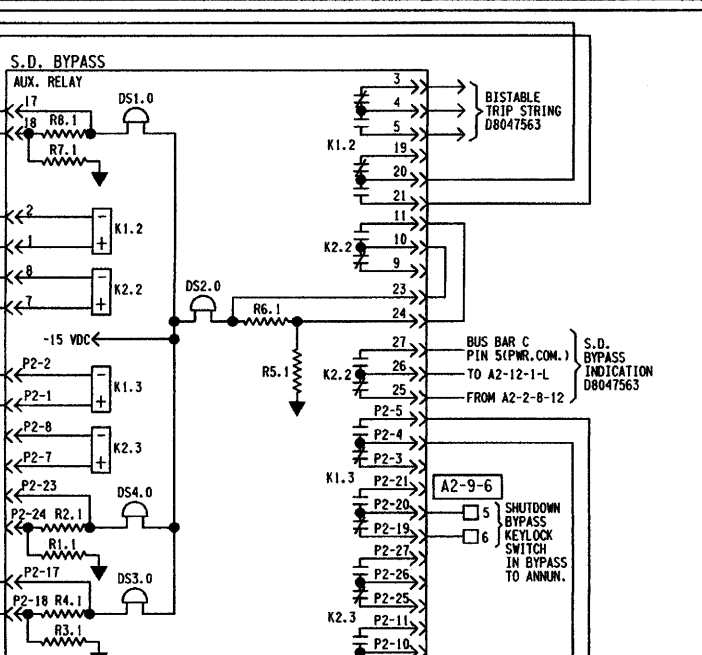 S.D. BYPASS
AUX. RELAY
17
R8.1
DS1.0
18
R7.1
2
K1.2
1
8
K2.2
7
-15 VDC
P2-2
K1.3
P2-1
P2-8
K2.3
P2-7
P2-23
DS4.0
P2-24 R2.1
R1.1
P2-17
DS3.0
P2-18 R4.1
R3.1
DS2.0
R6.1
R5.1
3
4
5
K1.2
19
20
21
11
K2.2
10
9
23
24
27
K2.2
26
25
P2-5
P2-4
P2-3
K1.3
P2-21
P2-20
P2-19
P2-27
P2-26
P2-25
K2.3
P2-11
P2-10
BISTABLE
TRIP STRING
D8047563
BUS BAR C
PIN 5(PWR.COM.)
TO A2-12-1-L
FROM A2-2-8-12
S.D.
BYPASS
INDICATION
D8047563
A2-9-6
5
6
SHUTDOWN
BYPASS
KEYLOCK
SWITCH
IN BYPASS
TO ANNUN.